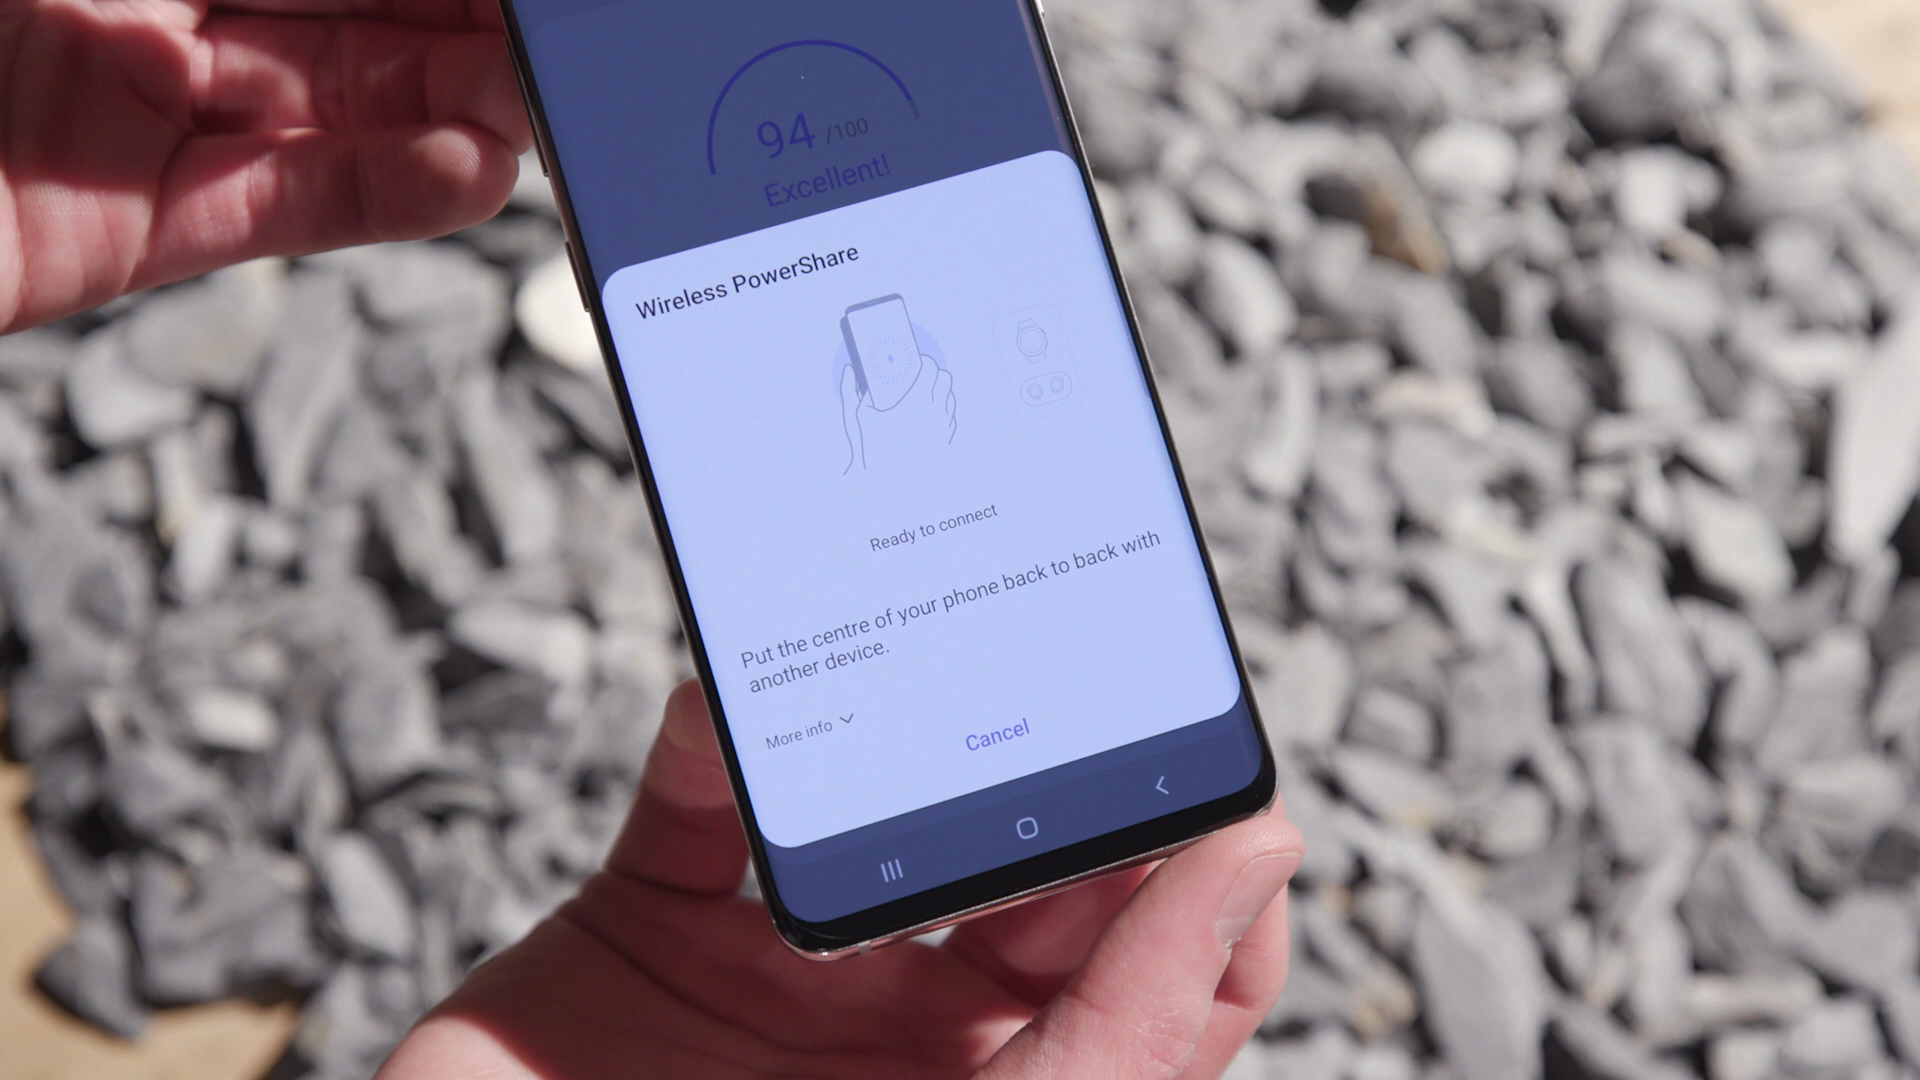 94 /100
Excellent!
Wireless PowerShare
Ready to connect
Put the centre of your phone back to back with
another device.
More info
Cancel